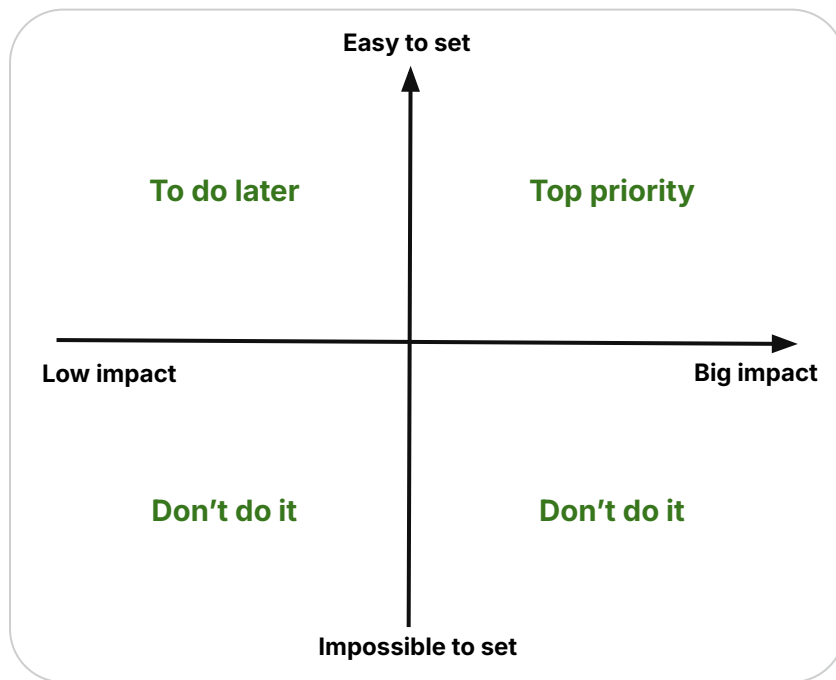 Easy to set
To do later
Top priority
Low impact
Big impact
Don’t do it
Don’t do it
Impossible to set